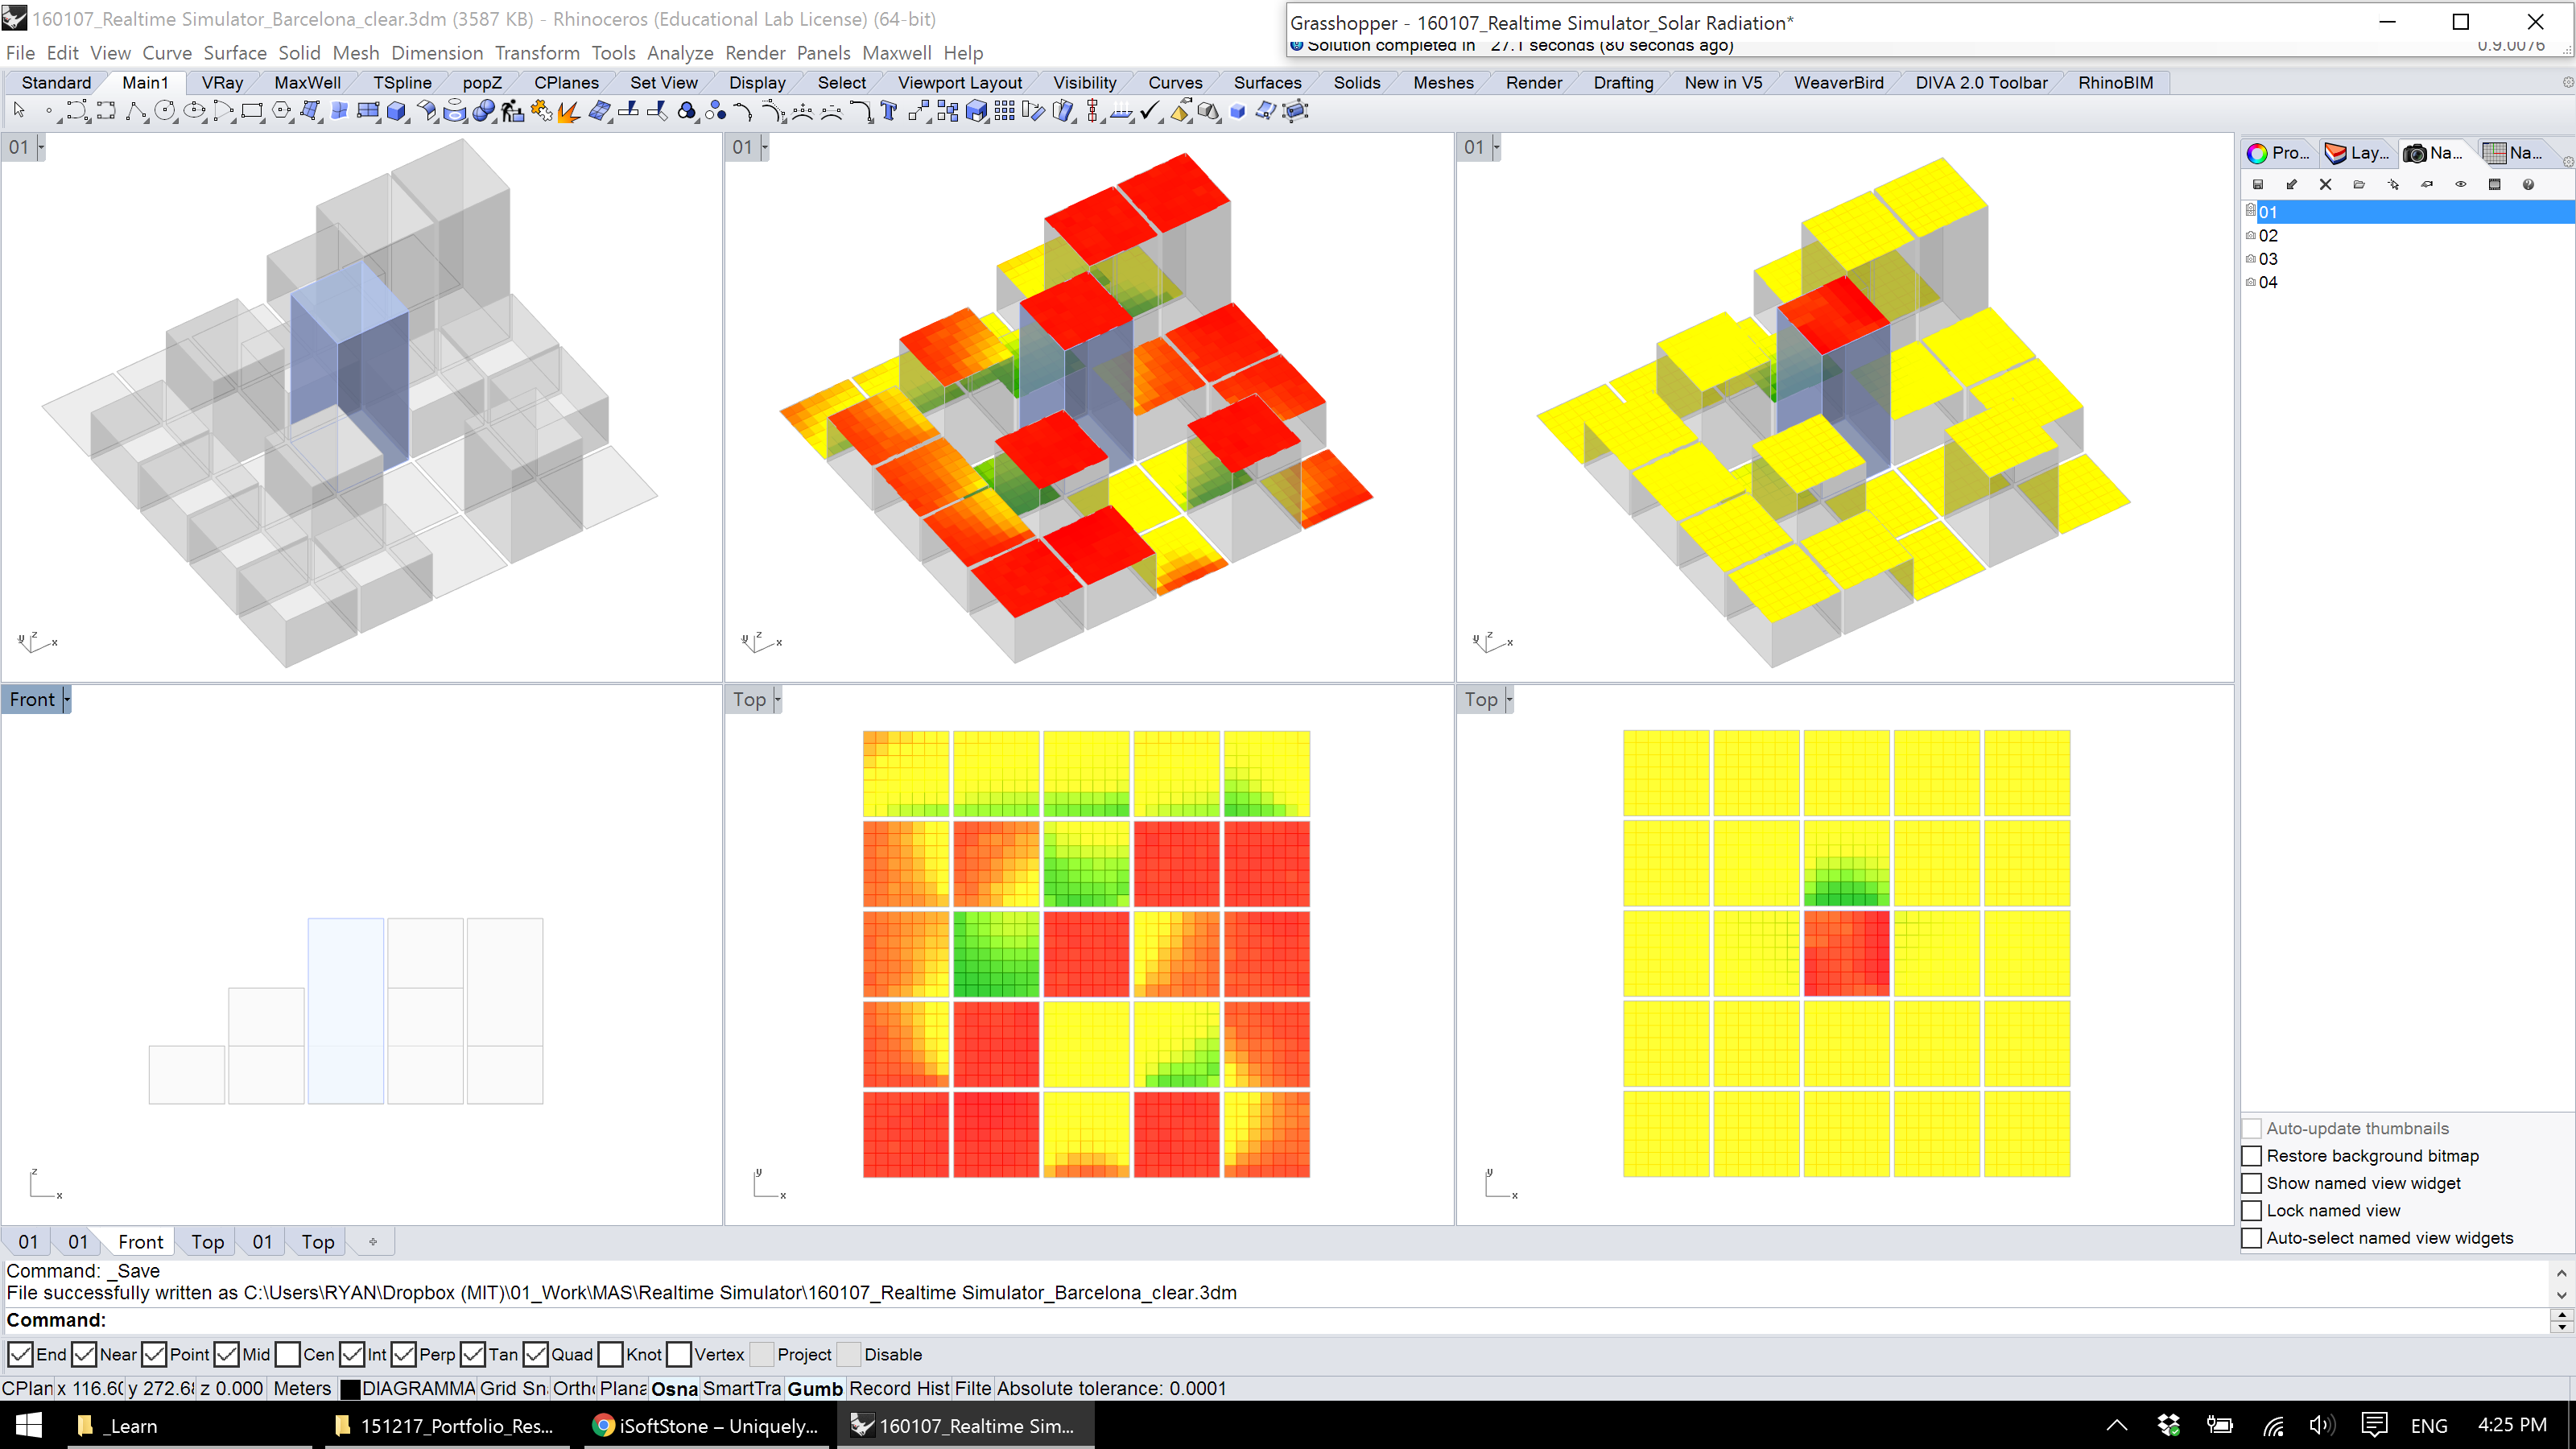 160107_Realtime Simulator_Barcelona_clear.3dm (3587 KB) - Rhinoceros (Educational Lab License) (64-bit)
Grasshopper - 160107_Realtime Simulator_Solar Radiation*
Solution completed in ~27.1 seconds (80 seconds ago)
0.9.0076
File Edit View Curve Surface Solid Mesh Dimension Transform Tools Analyze Render Panels Maxwell Help
Standard Main1 VRay MaxWell TSpline popZ CPlanes Set View Display Select Viewport Layout Visibility Curves Surfaces Solids Meshes Render Drafting New in V5 WeaverBird DIVA 2.0 Toolbar RhinoBIM
01
01
01
Pro... Lay... Na... Na...
01
02
03
04
y z x
y z x
y z x
Front
Top
Top
z x
y x
y x
Auto-update thumbnails
Restore background bitmap
Show named view widget
Lock named view
Auto-select named view widgets
01 01 Front Top 01 Top
Command: _Save
File successfully written as C:\Users\RYAN\Dropbox (MIT)\01_Work\MAS\Realtime Simulator\160107_Realtime Simulator_Barcelona_clear.3dm
Command:
End Near Point Mid Cen Int Perp Tan Quad Knot Vertex Project Disable
CPlan x 116.60 y 272.68 z 0.000 Meters DIAGRAMMA Grid Sn Ortho Plana Osna SmartTra Gumb Record Hist Filte Absolute tolerance: 0.0001
_Learn 151217_Portfolio_Res... iSoftStone – Uniquely... 160107_Realtime Sim... ENG 4:25 PM